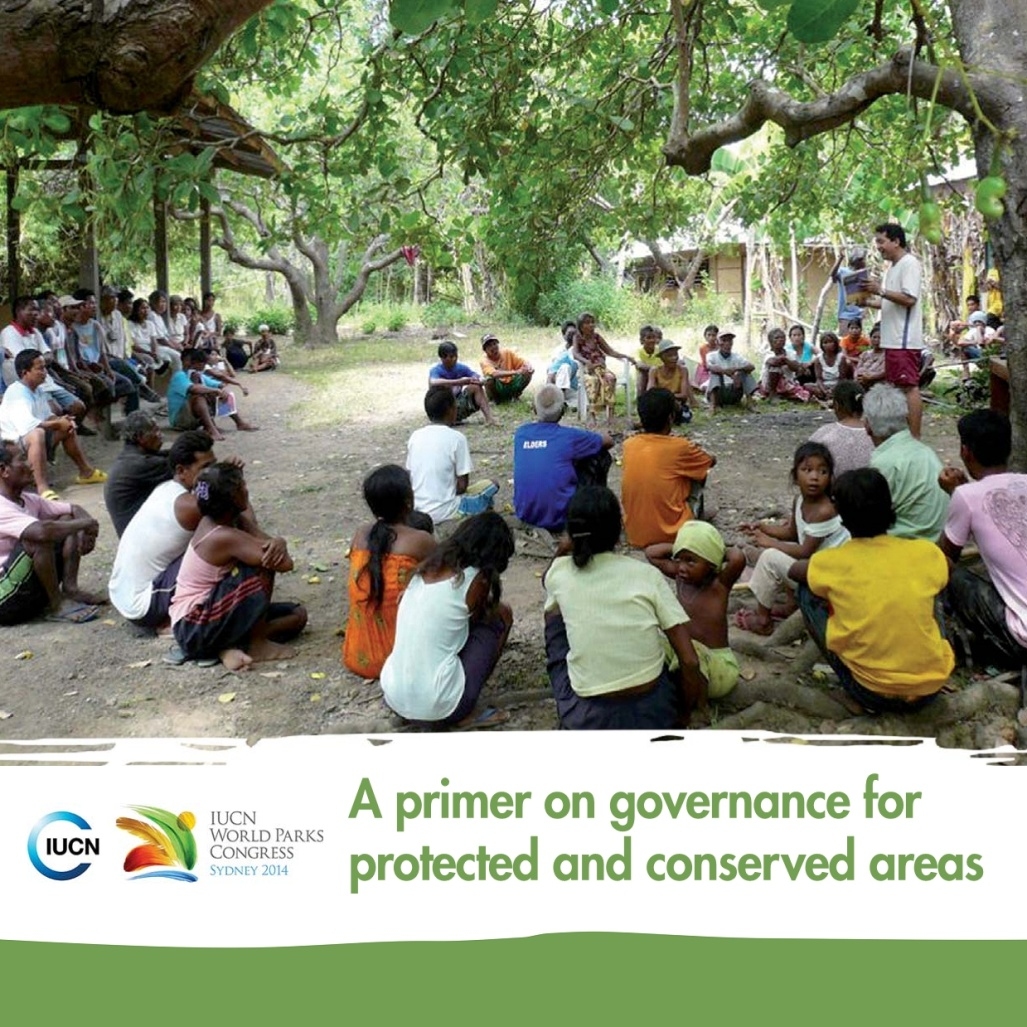 ELDERS
IUCN
IUCN
WORLD PARKS
CONGRESS
SYDNEY 2014
A primer on governance for
protected and conserved areas